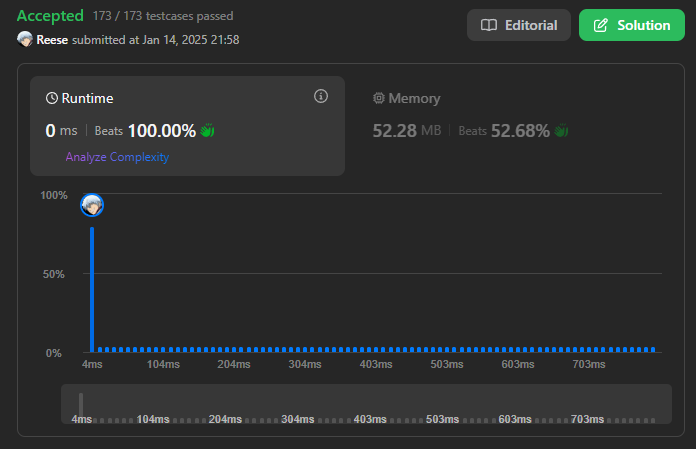 Accepted 173 / 173 testcases passed
Editorial
Solution
Reese submitted at Jan 14, 2025 21:58
Runtime
0 ms Beats 100.00%
Analyze Complexity
Memory
52.28 MB Beats 52.68%
100%
50%
0%
4ms 104ms 204ms 304ms 403ms 503ms 603ms 703ms
4ms 104ms 204ms 304ms 403ms 503ms 603ms 703ms